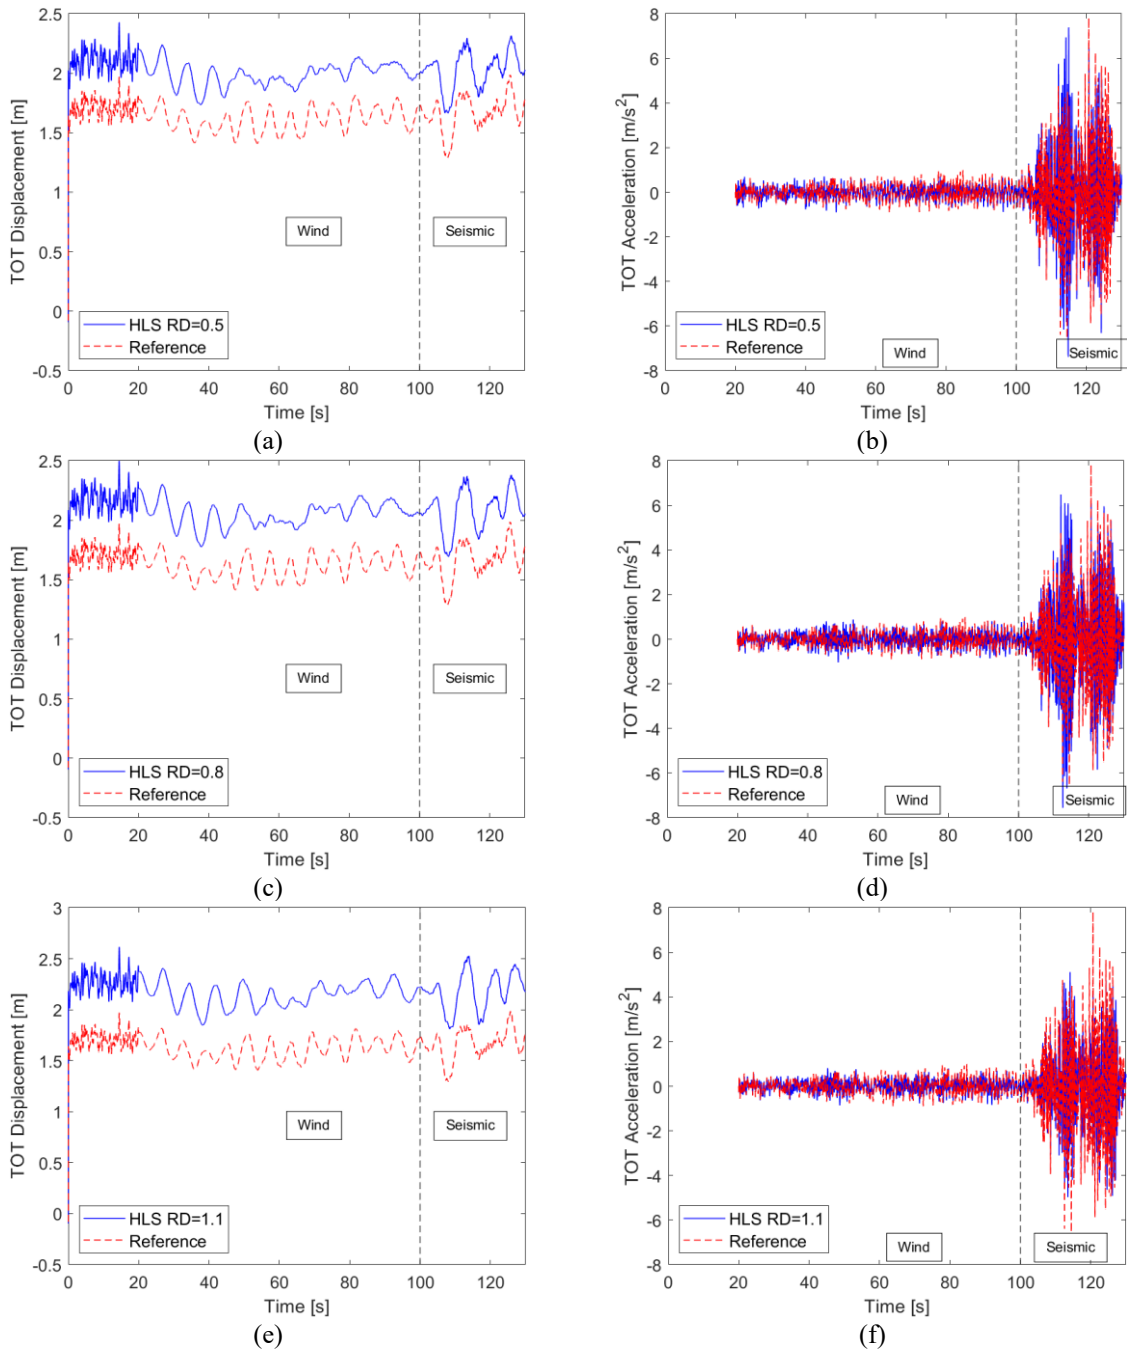 2.5
2
1.5
1
0.5
0
-0.5
TOT Displacement [m]
Wind
Seismic
HLS RD=0.5
Reference
0 20 40 60 80 100 120
Time [s]
(a)
8
6
4
2
0
-2
-4
-6
-8
TOT Acceleration [m/s²]
Wind
Seismic
HLS RD=0.5
Reference
0 20 40 60 80 100 120
Time [s]
(b)
2.5
2
1.5
1
0.5
0
-0.5
TOT Displacement [m]
Wind
Seismic
HLS RD=0.8
Reference
0 20 40 60 80 100 120
Time [s]
(c)
8
6
4
2
0
-2
-4
-6
-8
TOT Acceleration [m/s²]
Wind
Seismic
HLS RD=0.8
Reference
0 20 40 60 80 100 120
Time [s]
(d)
3
2.5
2
1.5
1
0.5
0
-0.5
TOT Displacement [m]
Wind
Seismic
HLS RD=1.1
Reference
0 20 40 60 80 100 120
Time [s]
(e)
8
6
4
2
0
-2
-4
-6
-8
TOT Acceleration [m/s²]
Wind
Seismic
HLS RD=1.1
Reference
0 20 40 60 80 100 120
Time [s]
(f)